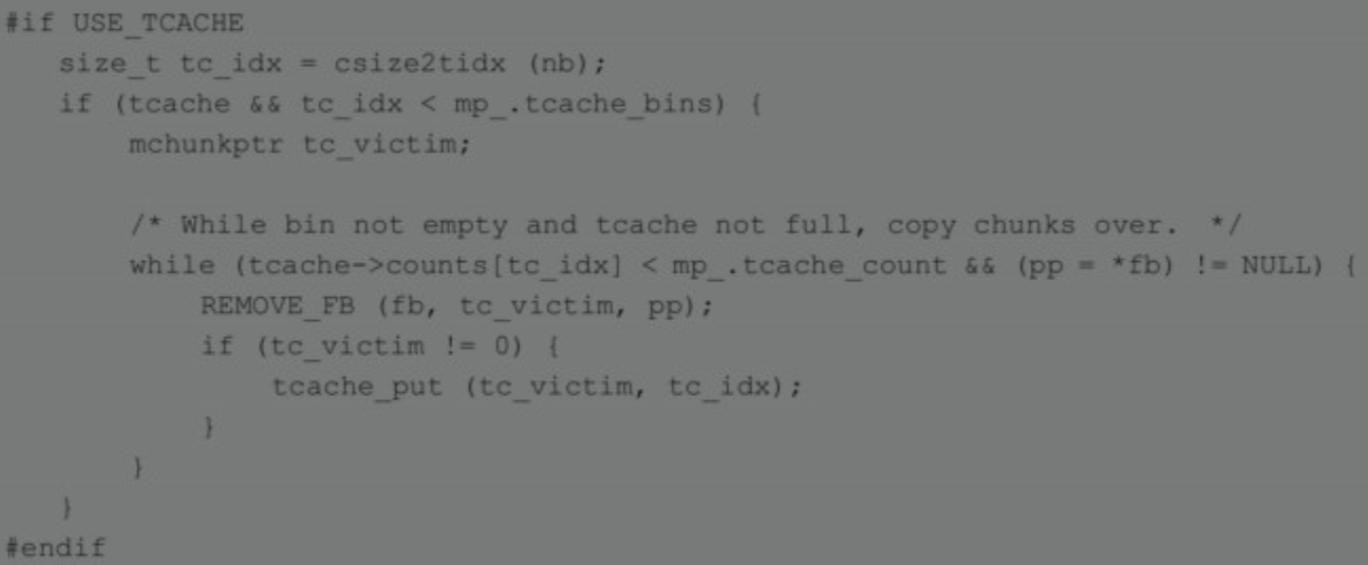 #if USE_TCACHE
size_t tc_idx = csize2tidx (nb);
if (tcache && tc_idx < mp_.tcache_bins) {
mchunkptr tc_victim;
/* While bin not empty and tcache not full, copy chunks over. */
while (tcache->counts[tc_idx] < mp_.tcache_count && (pp = *fb) != NULL) {
REMOVE_FB (fb, tc_victim, pp);
if (tc_victim != 0) {
tcache_put (tc_victim, tc_idx);
}
}
}
#endif